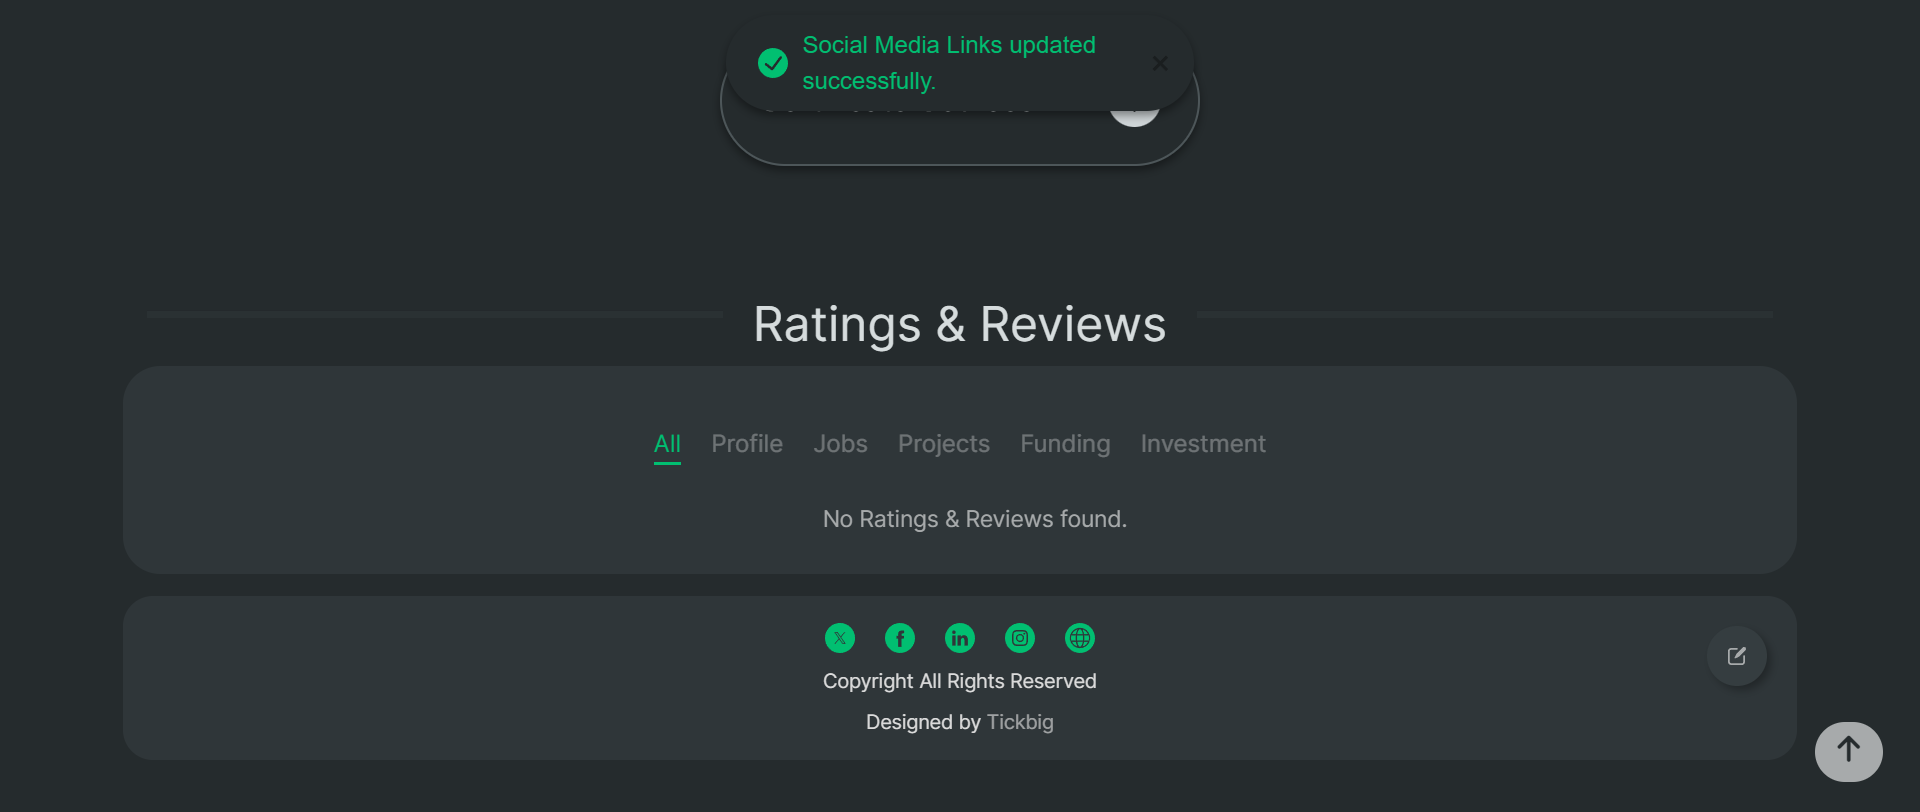 Social Media Links updated
successfully.
Ratings & Reviews
All Profile Jobs Projects Funding Investment
No Ratings & Reviews found.
Copyright All Rights Reserved
Designed by Tickbig